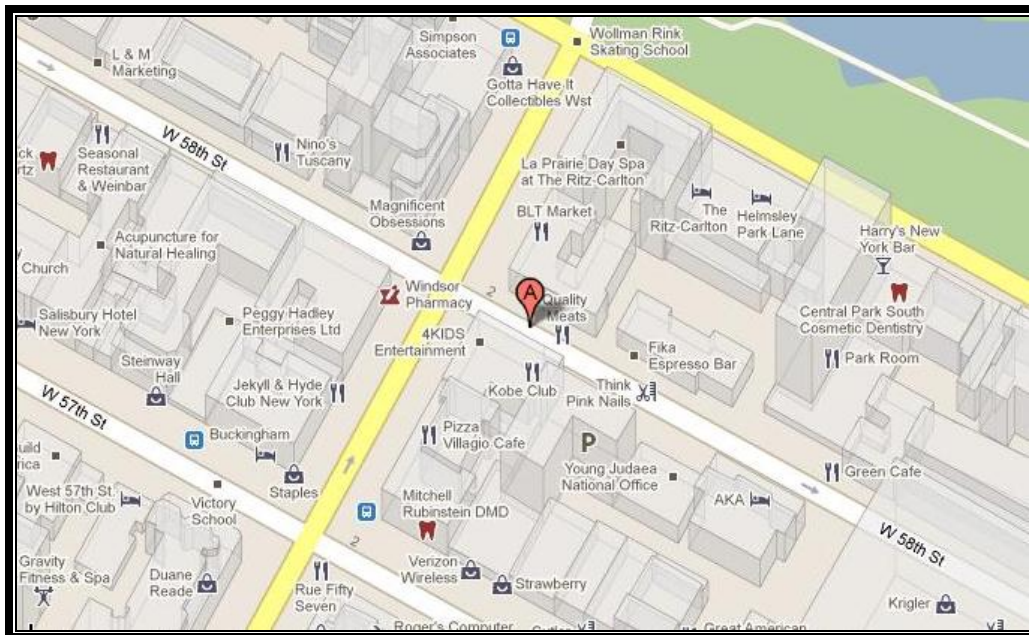 Simpson
Associates
Wollman Rink
Skating School
L & M
Marketing
Gotta Have It
Collectibles Wst
W 58th St
Nino's
Tuscany
Seasonal
Restaurant
& Weinbar
La Prairie Day Spa
at The Ritz-Carlton
Magnificent
Obsessions
BLT Market
The
Ritz-Carlton
Helmsley
Park Lane
Harry's New
York Bar
Acupuncture for
Natural Healing
Church
Windsor
Pharmacy
2
A
Quality
Meats
Salisbury Hotel
New York
Peggy Hadley
Enterprises Ltd
4KIDS
Entertainment
Central Park South
Cosmetic Dentistry
Fika
Espresso Bar
Park Room
Steinway
Hall
Jekyll & Hyde
Club New York
Kobe Club
Think
Pink Nails
W 57th St
Buckingham
Pizza
Villagio Cafe
P
Young Judaea
National Office
Green Cafe
West 57th St.
by Hilton Club
Victory
School
Staples
Mitchell
Rubinstein DMD
AKA
W 58th St
2
Gravity
Fitness & Spa
Duane
Reade
Rue Fifty
Seven
Verizon
Wireless
Strawberry
Krigler
Roger's Computer
Great American